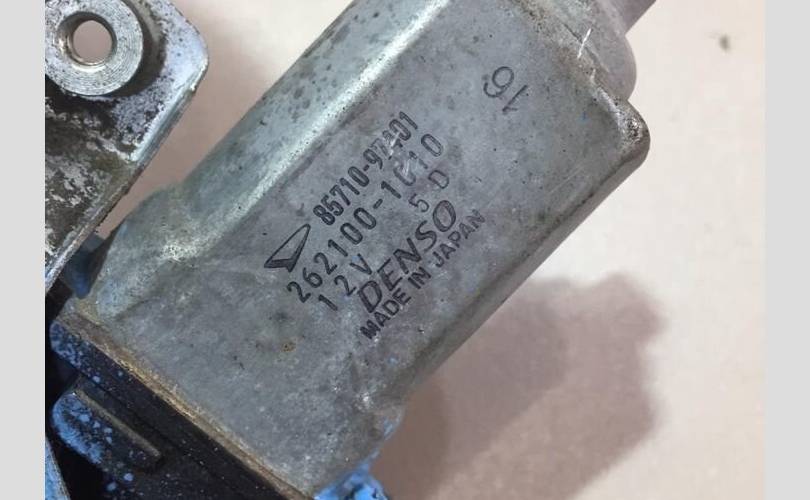 16
85710-97401
262100-1010
12V 5D
DENSO
MADE IN JAPAN